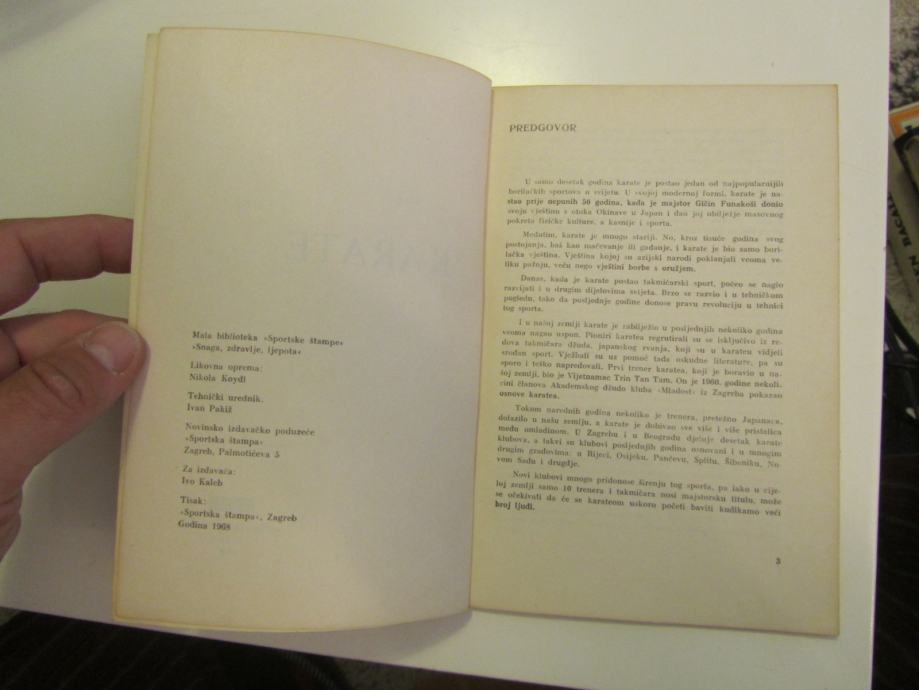 Mala biblioteka »Sportske štampe«
»Snaga, zdravlje, ljepota«
Likovna oprema:
Nikola Koydl
Tehnički urednik:
Ivan Pakiž
Novinsko izdavačko poduzeće
»Sportska štampa«
Zagreb, Palmotićeva 5
Za izdavača:
Ivo Kaleb
Tisak:
»Sportska štampa«, Zagreb
Godina 1968
PREDGOVOR
U samo desetak godina karate je postao jedan od najpopularnijih
borilačkih sportova u svijetu. U svojoj modernoj formi, karate je na-
stao prije nepunih 50 godina, kada je majstor Gičin Funakoši donio
svoju vještinu s otoka Okinave u Japan i dao joj obilježje masovnog
pokreta fizičke kulture, a kasnije i sporta.
Međutim, karate je mnogo stariji. No, kroz tisuće godina svog
postojanja, baš kao mačevanje ili gađanje, i karate je bio samo bori-
lačka vještina. Vještina kojoj su azijski narodi poklanjali veoma ve-
liku pažnju, veću nego vještini borbe s oružjem.
Danas, kada je karate postao takmičarski sport, počeo se naglo
razvijati i u drugim dijelovima svijeta. Brzo se razvio i u tehničkom
pogledu, tako da posljednje godine donose pravu revoluciju u tehnici
tog sporta.
I u našoj zemlji karate je zabilježio u posljednjih nekoliko godina
veoma nagao uspon. Pioniri karatea regrutirali su se isključivo iz re-
dova takmičara džuda, japanskog rvanja, koji su u karateu vidjeli
srodan sport. Vježbali su uz pomoć tada oskudne literature, pa su
sporo i teško napredovali. Prvi trener karatea, koji je boravio u na-
šoj zemlji, bio je Vijetnamac Trin Tan Tam. On je 1960. godine nekoli-
cini članova Akademskog džudo kluba »Mladost« iz Zagreba pokazao
osnove karatea.
Tokom narednih godina nekoliko je trenera, pretežno Japanaca,
dolazilo u našu zemlju, a karate je dobivao sve više i više pristalica
među omladinom. U Zagrebu i u Beogradu djeluje desetak karate
klubova, a takvi su klubovi posljednjih godina osnovani i u mnogim
drugim gradovima: u Rijeci, Osijeku, Pančevu, Splitu, Šibeniku, No-
vom Sadu i drugdje.
Novi klubovi mnogo pridonose širenju tog sporta, pa iako u cije-
loj zemlji samo 10 trenera i takmičara nosi majstorsku titulu, može
se očekivati da će se karateom uskoro početi baviti kudikamo veći
broj ljudi.
3